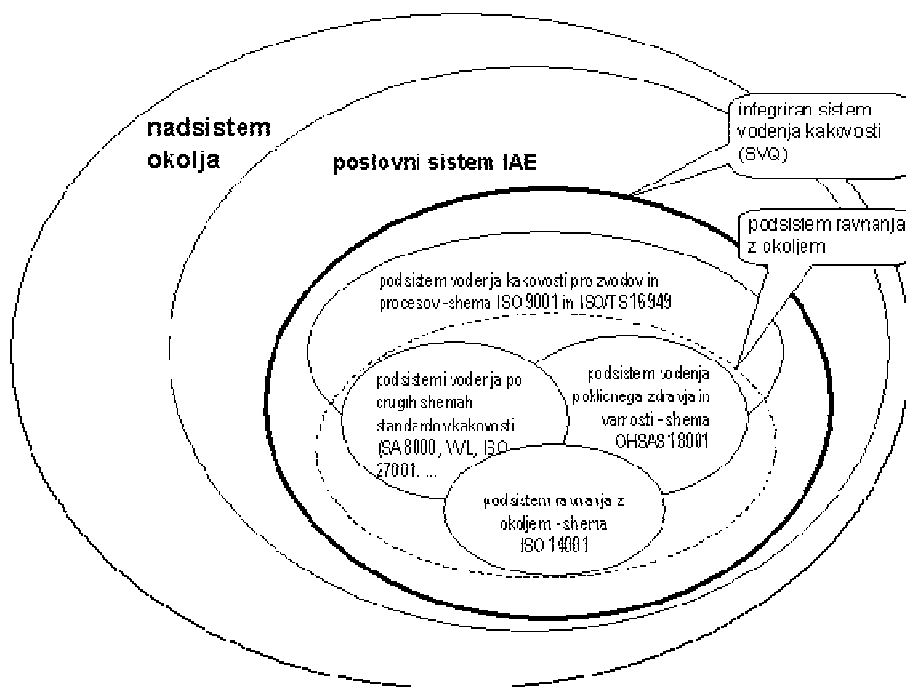 nadsistem
okolja
poslovni sistem IAE
integriran sistem
vodenja kakovosti
(SVQ)
podsistem ravnanja
z okoljem
podsistem vodenja kakovosti proizvodov in
procesov -shema ISO 9001 in ISO/TS 16949
podsistemi vodenja po
drugih shemah
standardov kakovosti
(SA 8000, VVL, ISO
27001, ...
podsistem vodenja
poklicnega zdravja in
varnosti - shema
OHSAS 18001
podsistem ravnanja z
okoljem - shema
ISO 14001